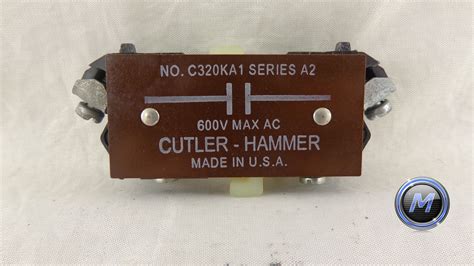 NO. C320KA1 SERIES A2
600V MAX AC
CUTLER - HAMMER
MADE IN U.S.A.
M